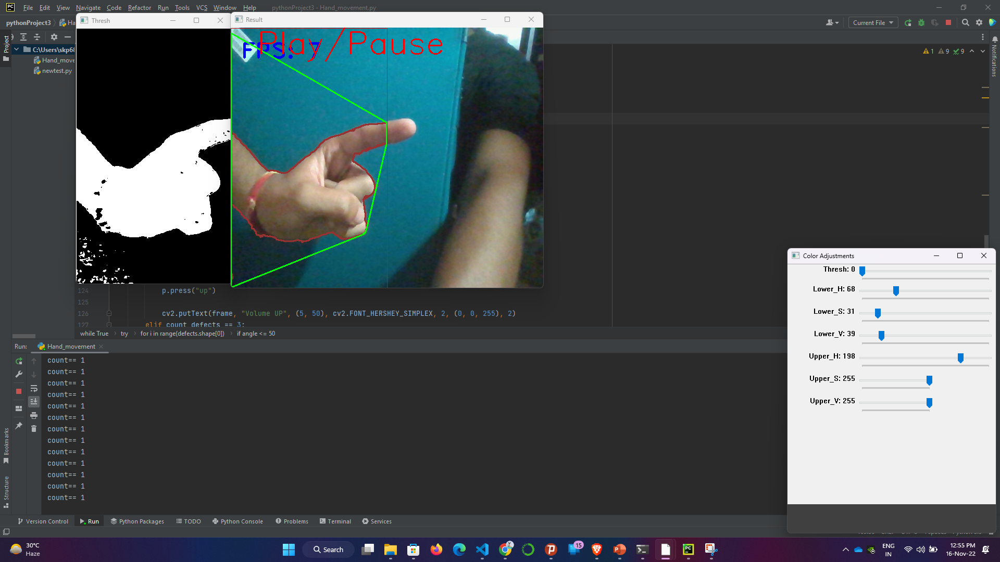 File Edit View Navigate Code Refactor Run Tools VCS Window Help pythonProject3 - Hand_movement.py
pythonProject3
Current File
Thresh
Result
Project
C:\Users\skp68
Hand_move
newtest.py
Notifications
1 9 9
FPS: 7
Play/Pause
124 p.press("up")
125
126 cv2.putText(frame, "Volume UP", (5, 50), cv2.FONT_HERSHEY_SIMPLEX, 2, (0, 0, 255), 2)
127 elif count_defects == 3:
while True try for i in range(defects.shape[0]) if angle <= 50
Run: Hand_movement
count== 1
count== 1
count== 1
count== 1
count== 1
count== 1
count== 1
count== 1
count== 1
count== 1
count== 1
count== 1
count== 1
Bookmarks
Structure
Color Adjustments
Thresh: 0
Lower_H: 68
Lower_S: 31
Lower_V: 39
Upper_H: 198
Upper_S: 255
Upper_V: 255
Version Control Run Python Packages TODO Python Console Problems Terminal Services
30°C
Haze
Search
15
ENG
IN
12:55 PM
16-Nov-22